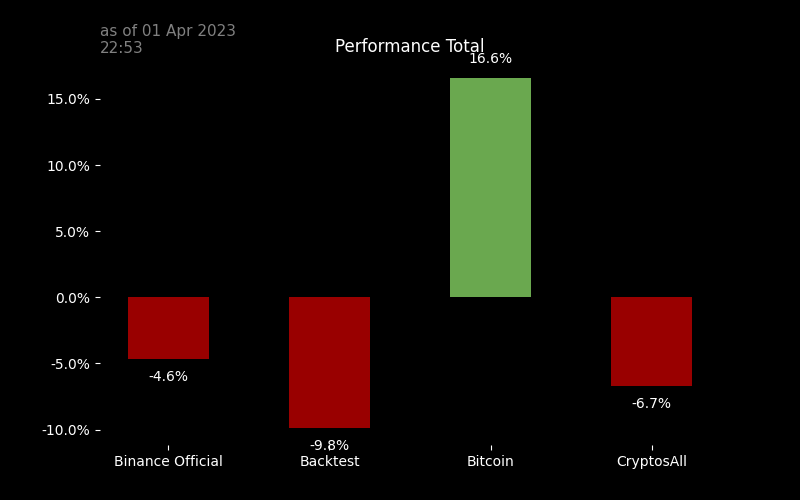 as of 01 Apr 2023
22:53
Performance Total
16.6%
15.0%
10.0%
5.0%
0.0%
-5.0%
-4.6%
-6.7%
-10.0%
-9.8%
Binance Official
Backtest
Bitcoin
CryptosAll